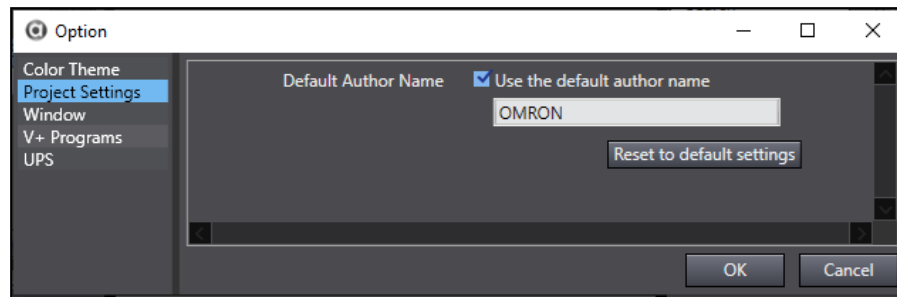 Option
Color Theme
Project Settings
Window
V+ Programs
UPS
Default Author Name
Use the default author name
OMRON
Reset to default settings
OK
Cancel